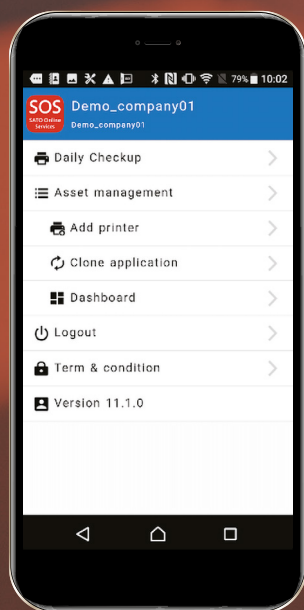 79% 10:02
SOS
SATO Online
Services
Demo_company01
Demo_company01
Daily Checkup
Asset management
Add printer
Clone application
Dashboard
Logout
Term & condition
Version 11.1.0